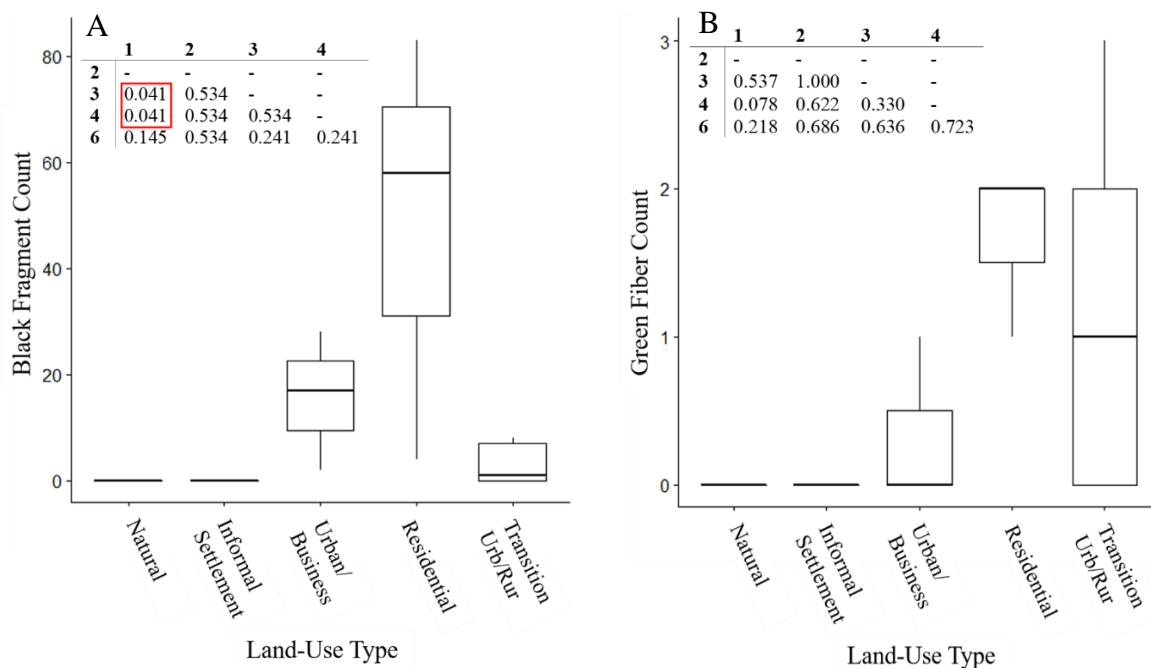 A
1 2 3 4
2 - - - -
3 0.041 0.534 - -
4 0.041 0.534 0.534 -
6 0.145 0.534 0.241 0.241
80
60
40
20
0
Black Fragment Count
Natural
Informal
Settlement
Urban/
Business
Residential
Transition
Urb/Rur
Land-Use Type
B
1 2 3 4
2 - - - -
3 0.537 1.000 - -
4 0.078 0.622 0.330 -
6 0.218 0.686 0.636 0.723
3
2
1
0
Green Fiber Count
Natural
Informal
Settlement
Urban/
Business
Residential
Transition
Urb/Rur
Land-Use Type